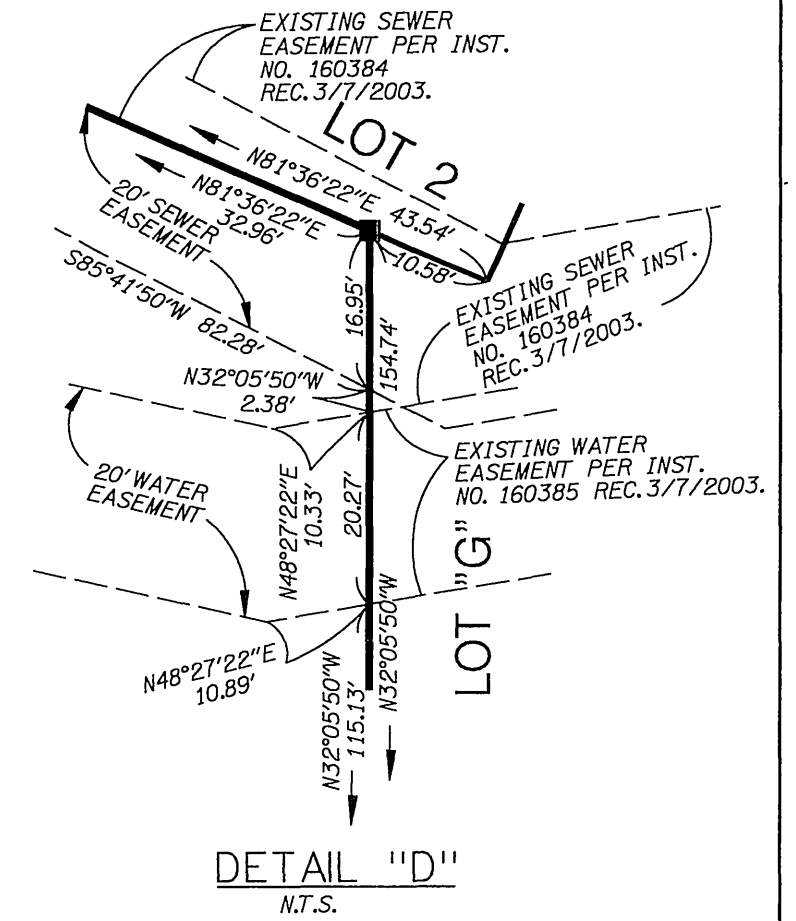 EXISTING SEWER
EASEMENT PER INST.
NO. 160384
REC.3/7/2003.
LOT 2
N81°36'22"E 43.54'
N81°36'22"E
32.96'
10.58'
20' SEWER
EASEMENT
S85°41'50"W 82.28'
16.95'
154.74'
EXISTING SEWER
EASEMENT PER INST.
NO. 160384
REC.3/7/2003.
N32°05'50"W
2.38'
EXISTING WATER
EASEMENT PER INST.
NO. 160385 REC.3/7/2003.
20' WATER
EASEMENT
N48°27'22"E
10.33'
20.27'
LOT "G"
N48°27'22"E
10.89'
N32°05'50"W
115.13'
N32°05'50"W
DETAIL "D"
N.T.S.